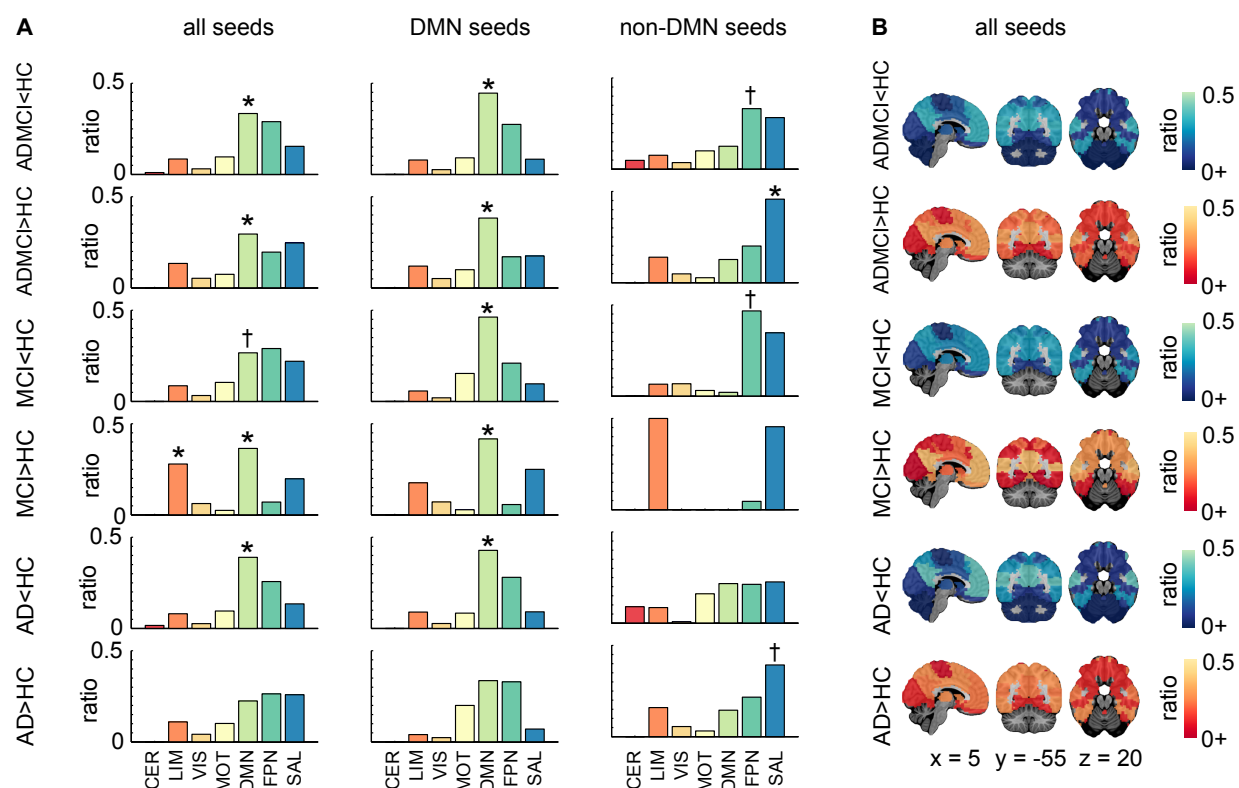 A all seeds DMN seeds non-DMN seeds B all seeds
ADMCI<HC
ratio
0.5
0
*
*
†
ratio
0.5
0+
ADMCI>HC
ratio
0.5
0
*
*
*
ratio
0.5
0+
MCI<HC
ratio
0.5
0
†
*
†
ratio
0.5
0+
MCI>HC
ratio
0.5
0
*
*
*
ratio
0.5
0+
AD<HC
ratio
0.5
0
*
*
ratio
0.5
0+
AD>HC
ratio
0.5
0
†
ratio
0.5
0+
CER LIM VIS MOT DMN FPN SAL
CER LIM VIS MOT DMN FPN SAL
CER LIM VIS MOT DMN FPN SAL
x = 5 y = -55 z = 20